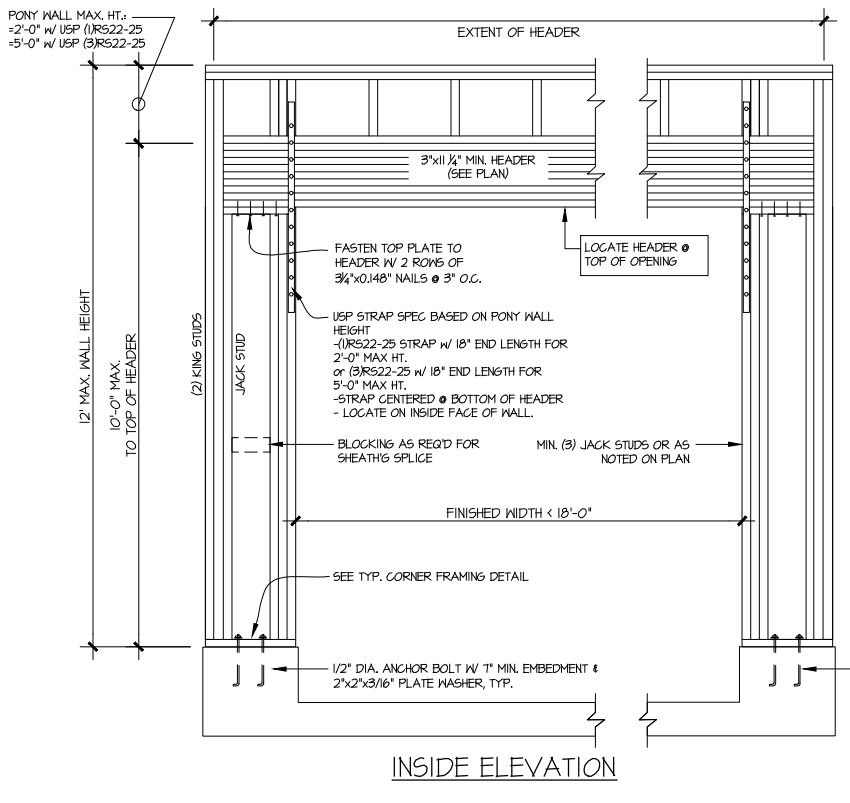 PONY WALL MAX. HT.:
=2'-0" W/ USP (1)RS22-25
=5'-0" W/ USP (3)RS22-25
EXTENT OF HEADER
3"x11 1/4" MIN. HEADER
(SEE PLAN)
FASTEN TOP PLATE TO
HEADER W/ 2 ROWS OF
3 1/4"x0.148" NAILS @ 3" O.C.
LOCATE HEADER @
TOP OF OPENING
USP STRAP SPEC BASED ON PONY WALL
HEIGHT
-(1)RS22-25 STRAP W/ 18" END LENGTH FOR
2'-0" MAX HT.
or (3)RS22-25 W/ 18" END LENGTH FOR
5'-0" MAX HT.
-STRAP CENTERED @ BOTTOM OF HEADER
- LOCATE ON INSIDE FACE OF WALL.
12' MAX. WALL HEIGHT
10'-0" MAX.
TO TOP OF HEADER
(2) KING STUDS
JACK STUD
BLOCKING AS REQ'D FOR
SHEATH'G SPLICE
MIN. (3) JACK STUDS OR AS
NOTED ON PLAN
FINISHED WIDTH < 18'-0"
SEE TYP. CORNER FRAMING DETAIL
1/2" DIA. ANCHOR BOLT W/ 7" MIN. EMBEDMENT &
2"x2"x3/16" PLATE WASHER, TYP.
INSIDE ELEVATION